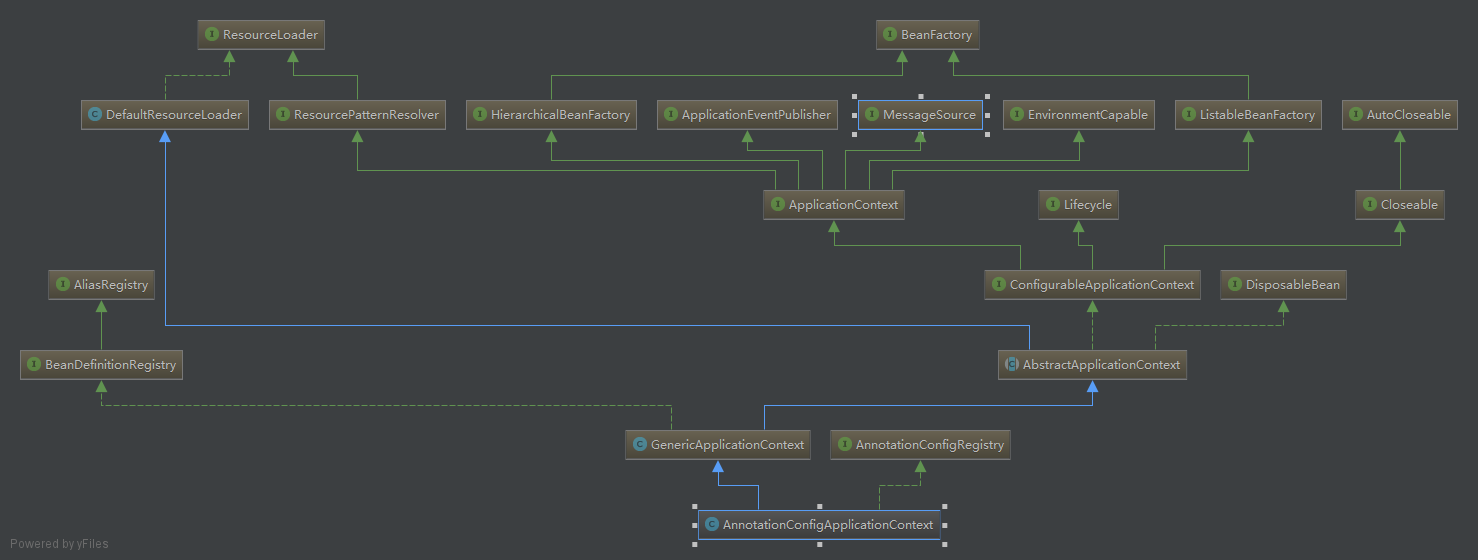 I ResourceLoader
I BeanFactory
C DefaultResourceLoader
I ResourcePatternResolver
I HierarchicalBeanFactory
I ApplicationEventPublisher
I MessageSource
I EnvironmentCapable
I ListableBeanFactory
I AutoCloseable
I ApplicationContext
I Lifecycle
I Closeable
I AliasRegistry
I ConfigurableApplicationContext
I DisposableBean
I BeanDefinitionRegistry
C AbstractApplicationContext
C GenericApplicationContext
I AnnotationConfigRegistry
C AnnotationConfigApplicationContext
Powered by yFiles